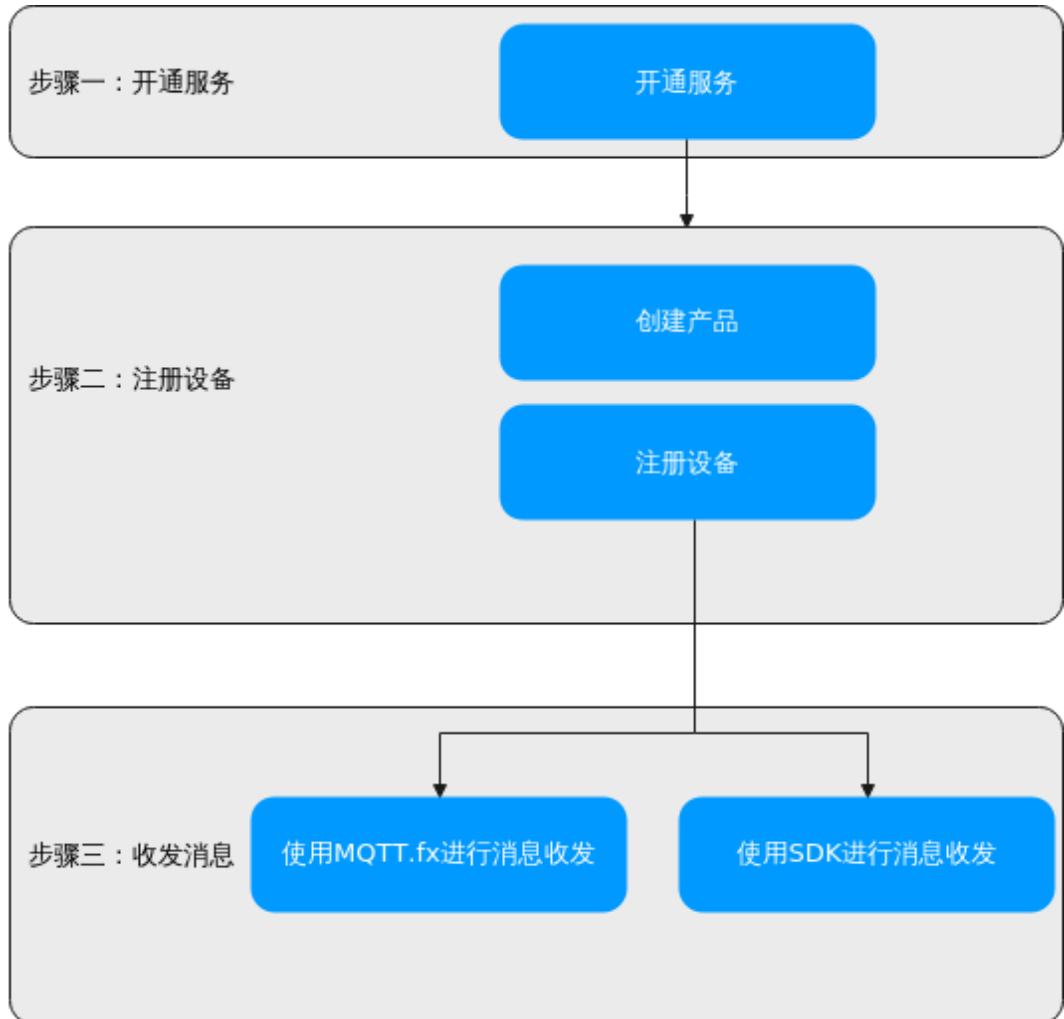 步骤一：开通服务
开通服务
创建产品
步骤二：注册设备
注册设备
步骤三：收发消息
使用MQTT.fx进行消息收发
使用SDK进行消息收发